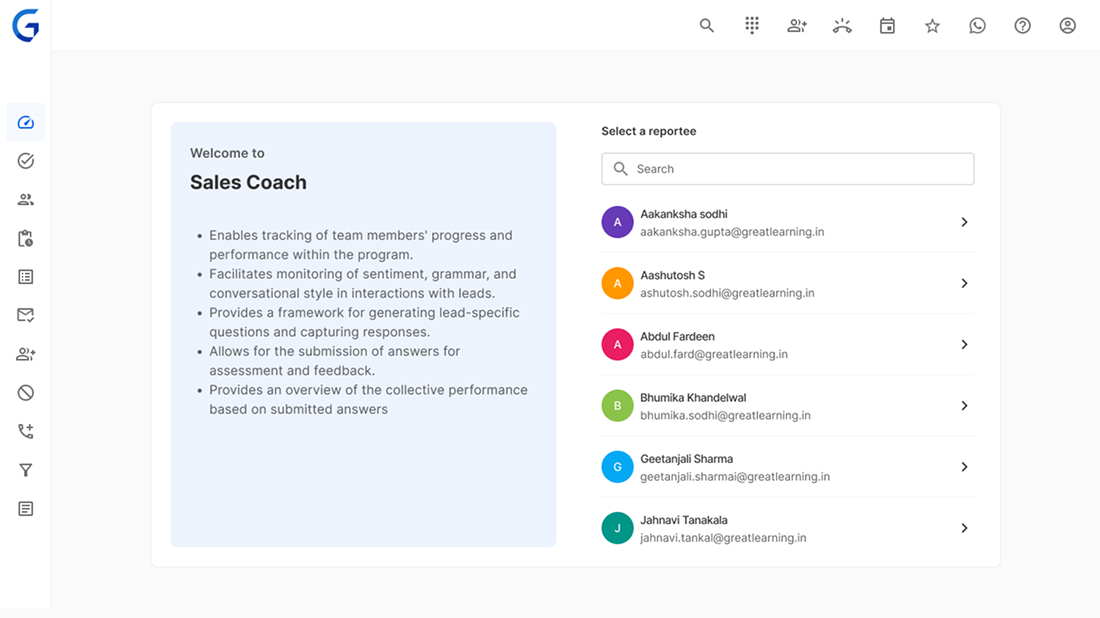 Welcome to
Sales Coach
• Enables tracking of team members' progress and
performance within the program.
• Facilitates monitoring of sentiment, grammar, and
conversational style in interactions with leads.
• Provides a framework for generating lead-specific
questions and capturing responses.
• Allows for the submission of answers for
assessment and feedback.
• Provides an overview of the collective performance
based on submitted answers
Select a reportee
Search
A
Aakanksha sodhi
aakanksha.gupta@greatlearning.in
A
Aashutosh S
ashutosh.sodhi@greatlearning.in
A
Abdul Fardeen
abdul.fard@greatlearning.in
B
Bhumika Khandelwal
bhumika.sodhi@greatlearning.in
G
Geetanjali Sharma
geetanjali.sharmai@greatlearning.in
J
Jahnavi Tanakala
jahnavi.tankal@greatlearning.in